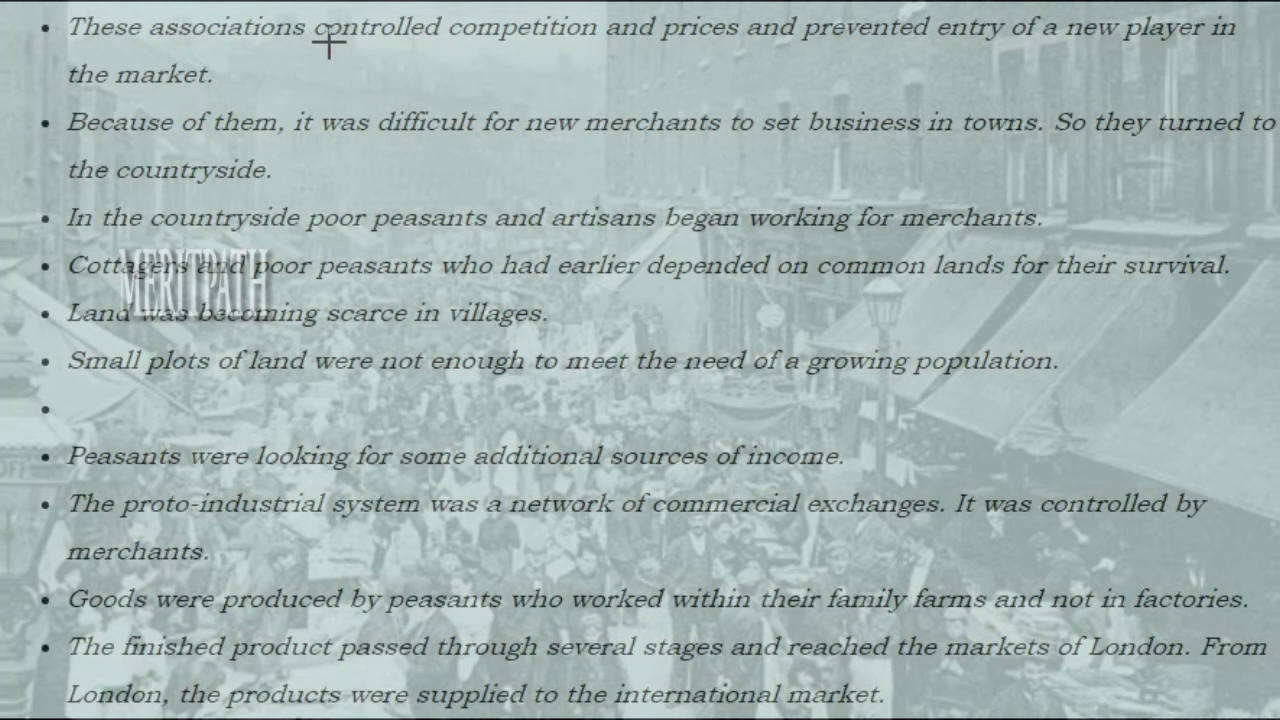 • These associations controlled competition and prices and prevented entry of a new player in
the market.
• Because of them, it was difficult for new merchants to set business in towns. So they turned to
the countryside.
• In the countryside poor peasants and artisans began working for merchants.
• Cottagers and poor peasants who had earlier depended on common lands for their survival.
MERITPATH
• Land was becoming scarce in villages.
• Small plots of land were not enough to meet the need of a growing population.
•
• Peasants were looking for some additional sources of income.
• The proto-industrial system was a network of commercial exchanges. It was controlled by
merchants.
• Goods were produced by peasants who worked within their family farms and not in factories.
• The finished product passed through several stages and reached the markets of London. From
London, the products were supplied to the international market.